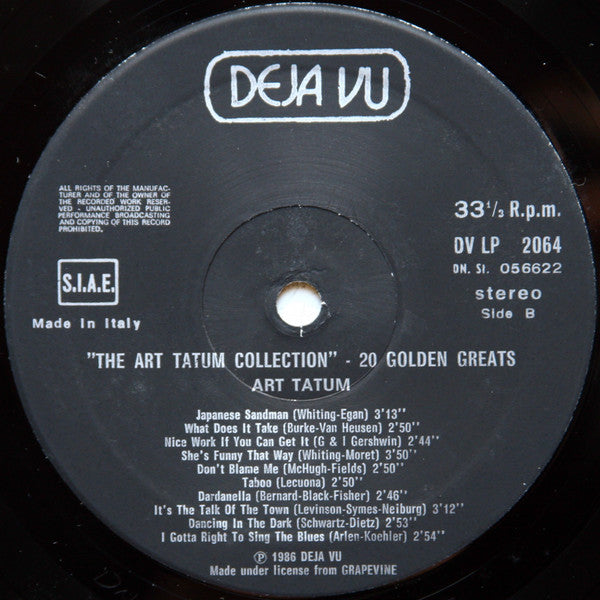 DEJA VU
ALL RIGHTS OF THE MANUFAC-
TURER AND OF THE OWNER OF
THE RECORDED WORK RESER-
VED - UNAUTHORIZED PUBLIC
PERFORMANCE BROADCASTING
AND COPYING OF THIS RECORD
PROHIBITED.
S.I.A.E.
Made in Italy
33 1/3 R.p.m.
DV LP 2064
DN. SI. 056622
stereo
Side B
"THE ART TATUM COLLECTION" - 20 GOLDEN GREATS
ART TATUM
Japanese Sandman (Whiting-Egan) 3'13''
What Does It Take (Burke-Van Heusen) 2'50''
Nice Work If You Can Get It (G & I Gershwin) 2'44''
She's Funny That Way (Whiting-Moret) 3'50''
Don't Blame Me (McHugh-Fields) 2'50''
Taboo (Lecuona) 2'50''
Dardanella (Bernard-Black-Fisher) 2'46''
It's The Talk Of The Town (Levinson-Symes-Neiburg) 3'12''
Dancing In The Dark (Schwartz-Dietz) 2'53''
I Gotta Right To Sing The Blues (Arlen-Koehler) 2'54''
℗ 1986 DEJA VU
Made under license from GRAPEVINE